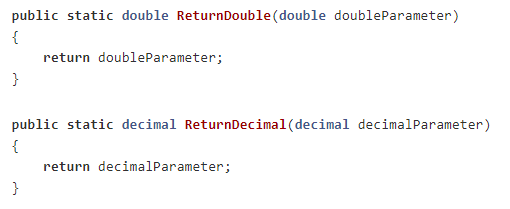 public static double ReturnDouble(double doubleParameter)
{
    return doubleParameter;
}

public static decimal ReturnDecimal(decimal decimalParameter)
{
    return decimalParameter;
}